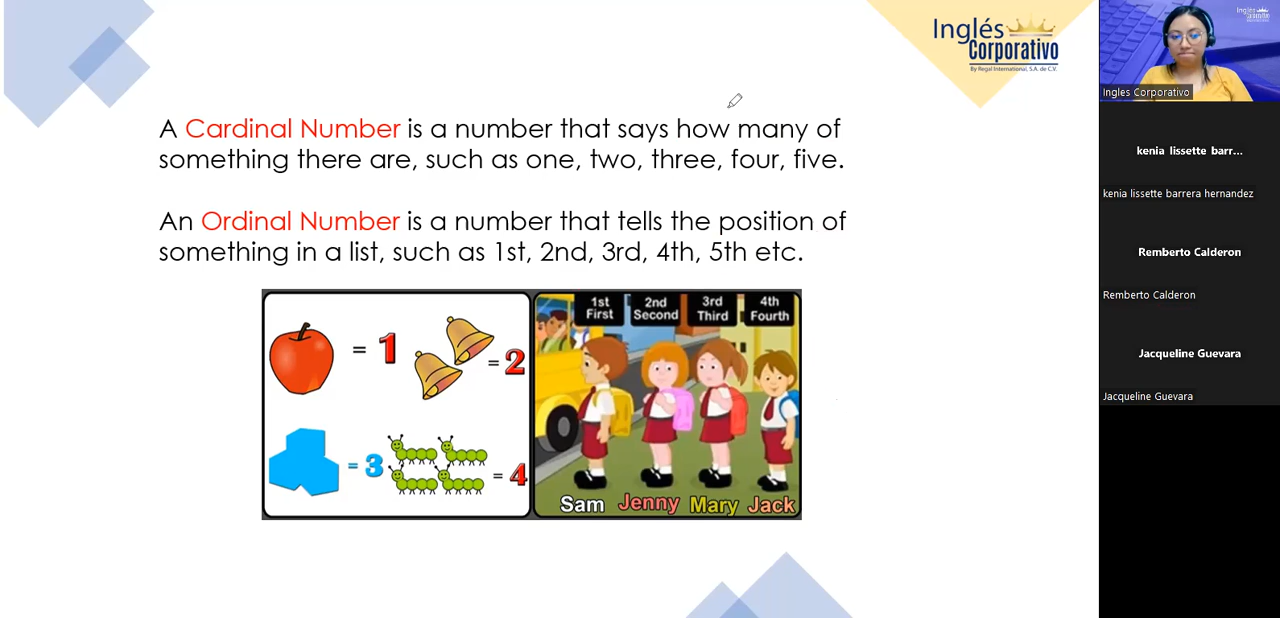 Inglés
Corporativo
By Regal International, S.A. de C.V.
A Cardinal Number is a number that says how many of
something there are, such as one, two, three, four, five.
An Ordinal Number is a number that tells the position of
something in a list, such as 1st, 2nd, 3rd, 4th, 5th etc.
= 1
= 2
= 3
= 4
1st
First
2nd
Second
3rd
Third
4th
Fourth
Sam
Jenny
Mary
Jack
Inglés
Ingles Corporativo
kenia lissette barr...
kenia lissette barrera hernandez
Remberto Calderon
Remberto Calderon
Jacqueline Guevara
Jacqueline Guevara